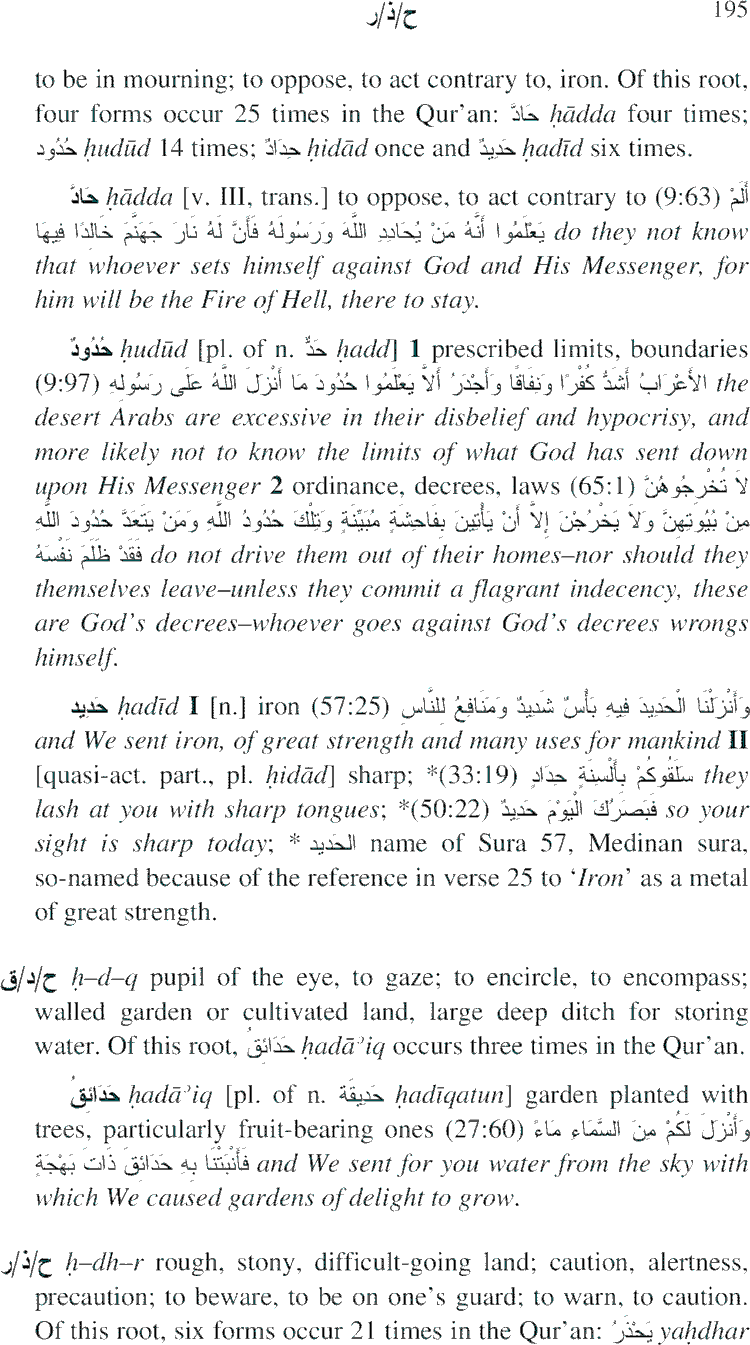 ح/ذ/ر 195
to be in mourning; to oppose, to act contrary to, iron. Of this root,
four forms occur 25 times in the Qur'an: حَادَّ ḥādda four times;
حُدُود ḥudūd 14 times; حِدَادٌ ḥidād once and حَدِيدٌ ḥadīd six times.
حَادَّ ḥādda [v. III, trans.] to oppose, to act contrary to (9:63) أَلَمْ
يَعْلَمُوا أَنَّهُ مَنْ يُحَادِدِ اللَّهَ وَرَسُولَهُ فَأَنَّ لَهُ نَارَ جَهَنَّمَ خَالِدًا فِيهَا do they not know
that whoever sets himself against God and His Messenger, for
him will be the Fire of Hell, there to stay.
حُدُودٌ ḥudūd [pl. of n. حَدٌّ ḥadd] 1 prescribed limits, boundaries
(9:97) الأَعْرَابُ أَشَدُّ كُفْرًا وَنِفَاقًا وَأَجْدَرُ أَلاَّ يَعْلَمُوا حُدُودَ مَا أَنْزَلَ اللَّهُ عَلَى رَسُولِهِ the
desert Arabs are excessive in their disbelief and hypocrisy, and
more likely not to know the limits of what God has sent down
upon His Messenger 2 ordinance, decrees, laws (65:1) لاَ تُخْرِجُوهُنَّ
مِنْ بُيُوتِهِنَّ وَلاَ يَخْرُجْنَ إِلاَّ أَنْ يَأْتِينَ بِفَاحِشَةٍ مُبَيِّنَةٍ وَتِلْكَ حُدُودُ اللَّهِ وَمَنْ يَتَعَدَّ حُدُودَ اللَّهِ
فَقَدْ ظَلَمَ نَفْسَهُ do not drive them out of their homes–nor should they
themselves leave–unless they commit a flagrant indecency, these
are God's decrees–whoever goes against God's decrees wrongs
himself.
حَدِيد ḥadīd I [n.] iron (57:25) وَأَنْزَلْنَا الْحَدِيدَ فِيهِ بَأْسٌ شَدِيدٌ وَمَنَافِعُ لِلنَّاسِ
and We sent iron, of great strength and many uses for mankind II
[quasi-act. part., pl. ḥidād] sharp; *(33:19) سَلَقُوكُمْ بِأَلْسِنَةٍ حِدَادٍ they
lash at you with sharp tongues; *(50:22) فَبَصَرُكَ الْيَوْمَ حَدِيدٌ so your
sight is sharp today; * الحديد name of Sura 57, Medinan sura,
so-named because of the reference in verse 25 to ‘Iron’ as a metal
of great strength.
ح/د/ق ḥ–d–q pupil of the eye, to gaze; to encircle, to encompass;
walled garden or cultivated land, large deep ditch for storing
water. Of this root, حَدَائِقُ ḥadāʾiq occurs three times in the Qur'an.
حَدَائِقُ ḥadāʾiq [pl. of n. حَدِيقَة ḥadīqatun] garden planted with
trees, particularly fruit-bearing ones (27:60) وَأَنْزَلَ لَكُمْ مِنَ السَّمَاءِ مَاءً
فَأَنْبَتْنَا بِهِ حَدَائِقَ ذَاتَ بَهْجَةٍ and We sent for you water from the sky with
which We caused gardens of delight to grow.
ح/ذ/ر ḥ–dh–r rough, stony, difficult-going land; caution, alertness,
precaution; to beware, to be on one's guard; to warn, to caution.
Of this root, six forms occur 21 times in the Qur'an: يَحْذَرُ yaḥdhar